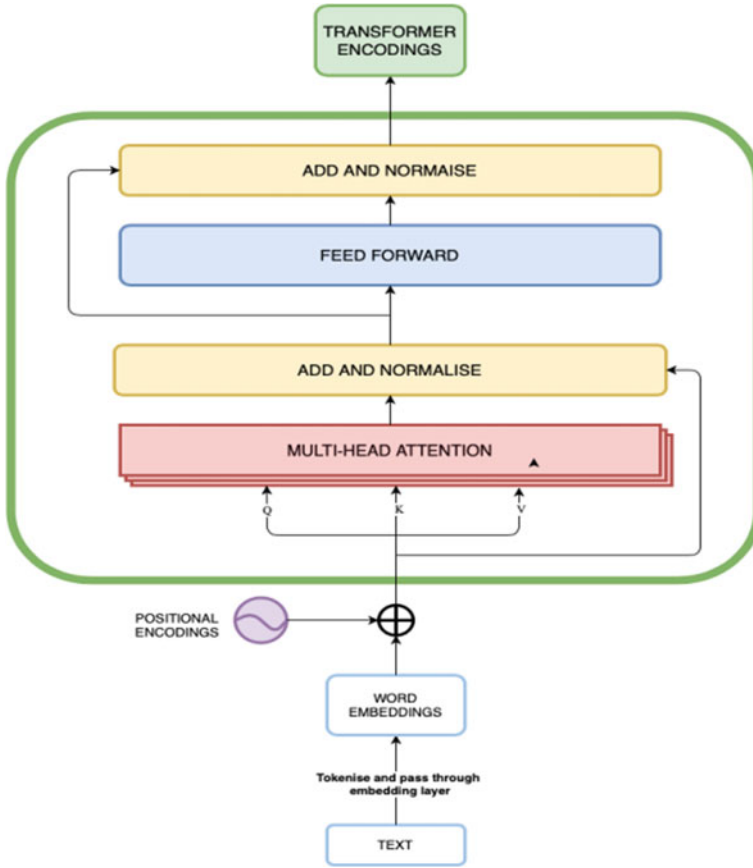 TRANSFORMER
ENCODINGS
ADD AND NORMAISE
FEED FORWARD
ADD AND NORMALISE
MULTI-HEAD ATTENTION
Q
K
V
POSITIONAL
ENCODINGS
WORD
EMBEDDINGS
Tokenise and pass through
embedding layer
TEXT